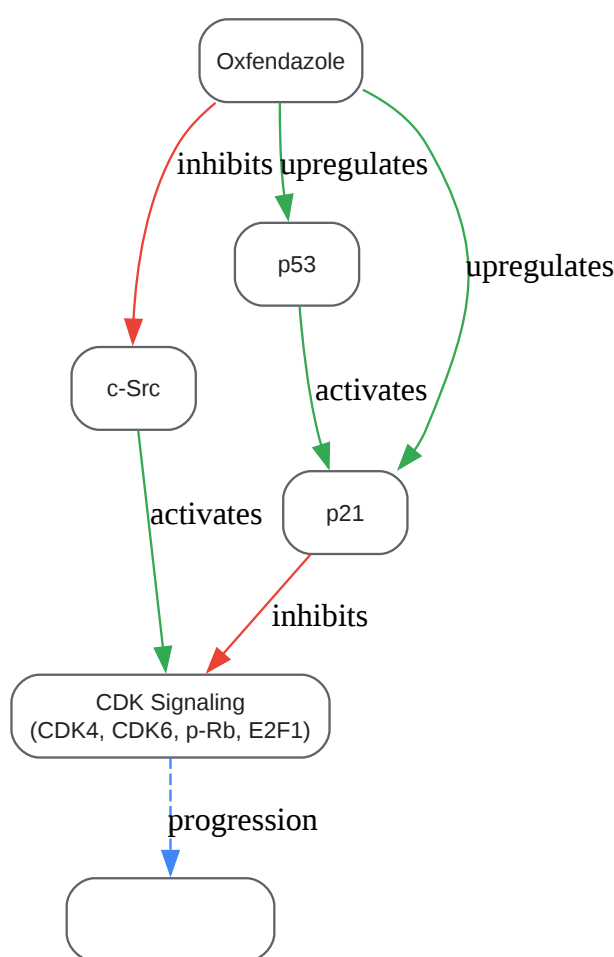 Oxfendazole
inhibits upregulates
p53
upregulates
c-Src
activates
p21
activates
inhibits
CDK Signaling
(CDK4, CDK6, p-Rb, E2F1)
progression